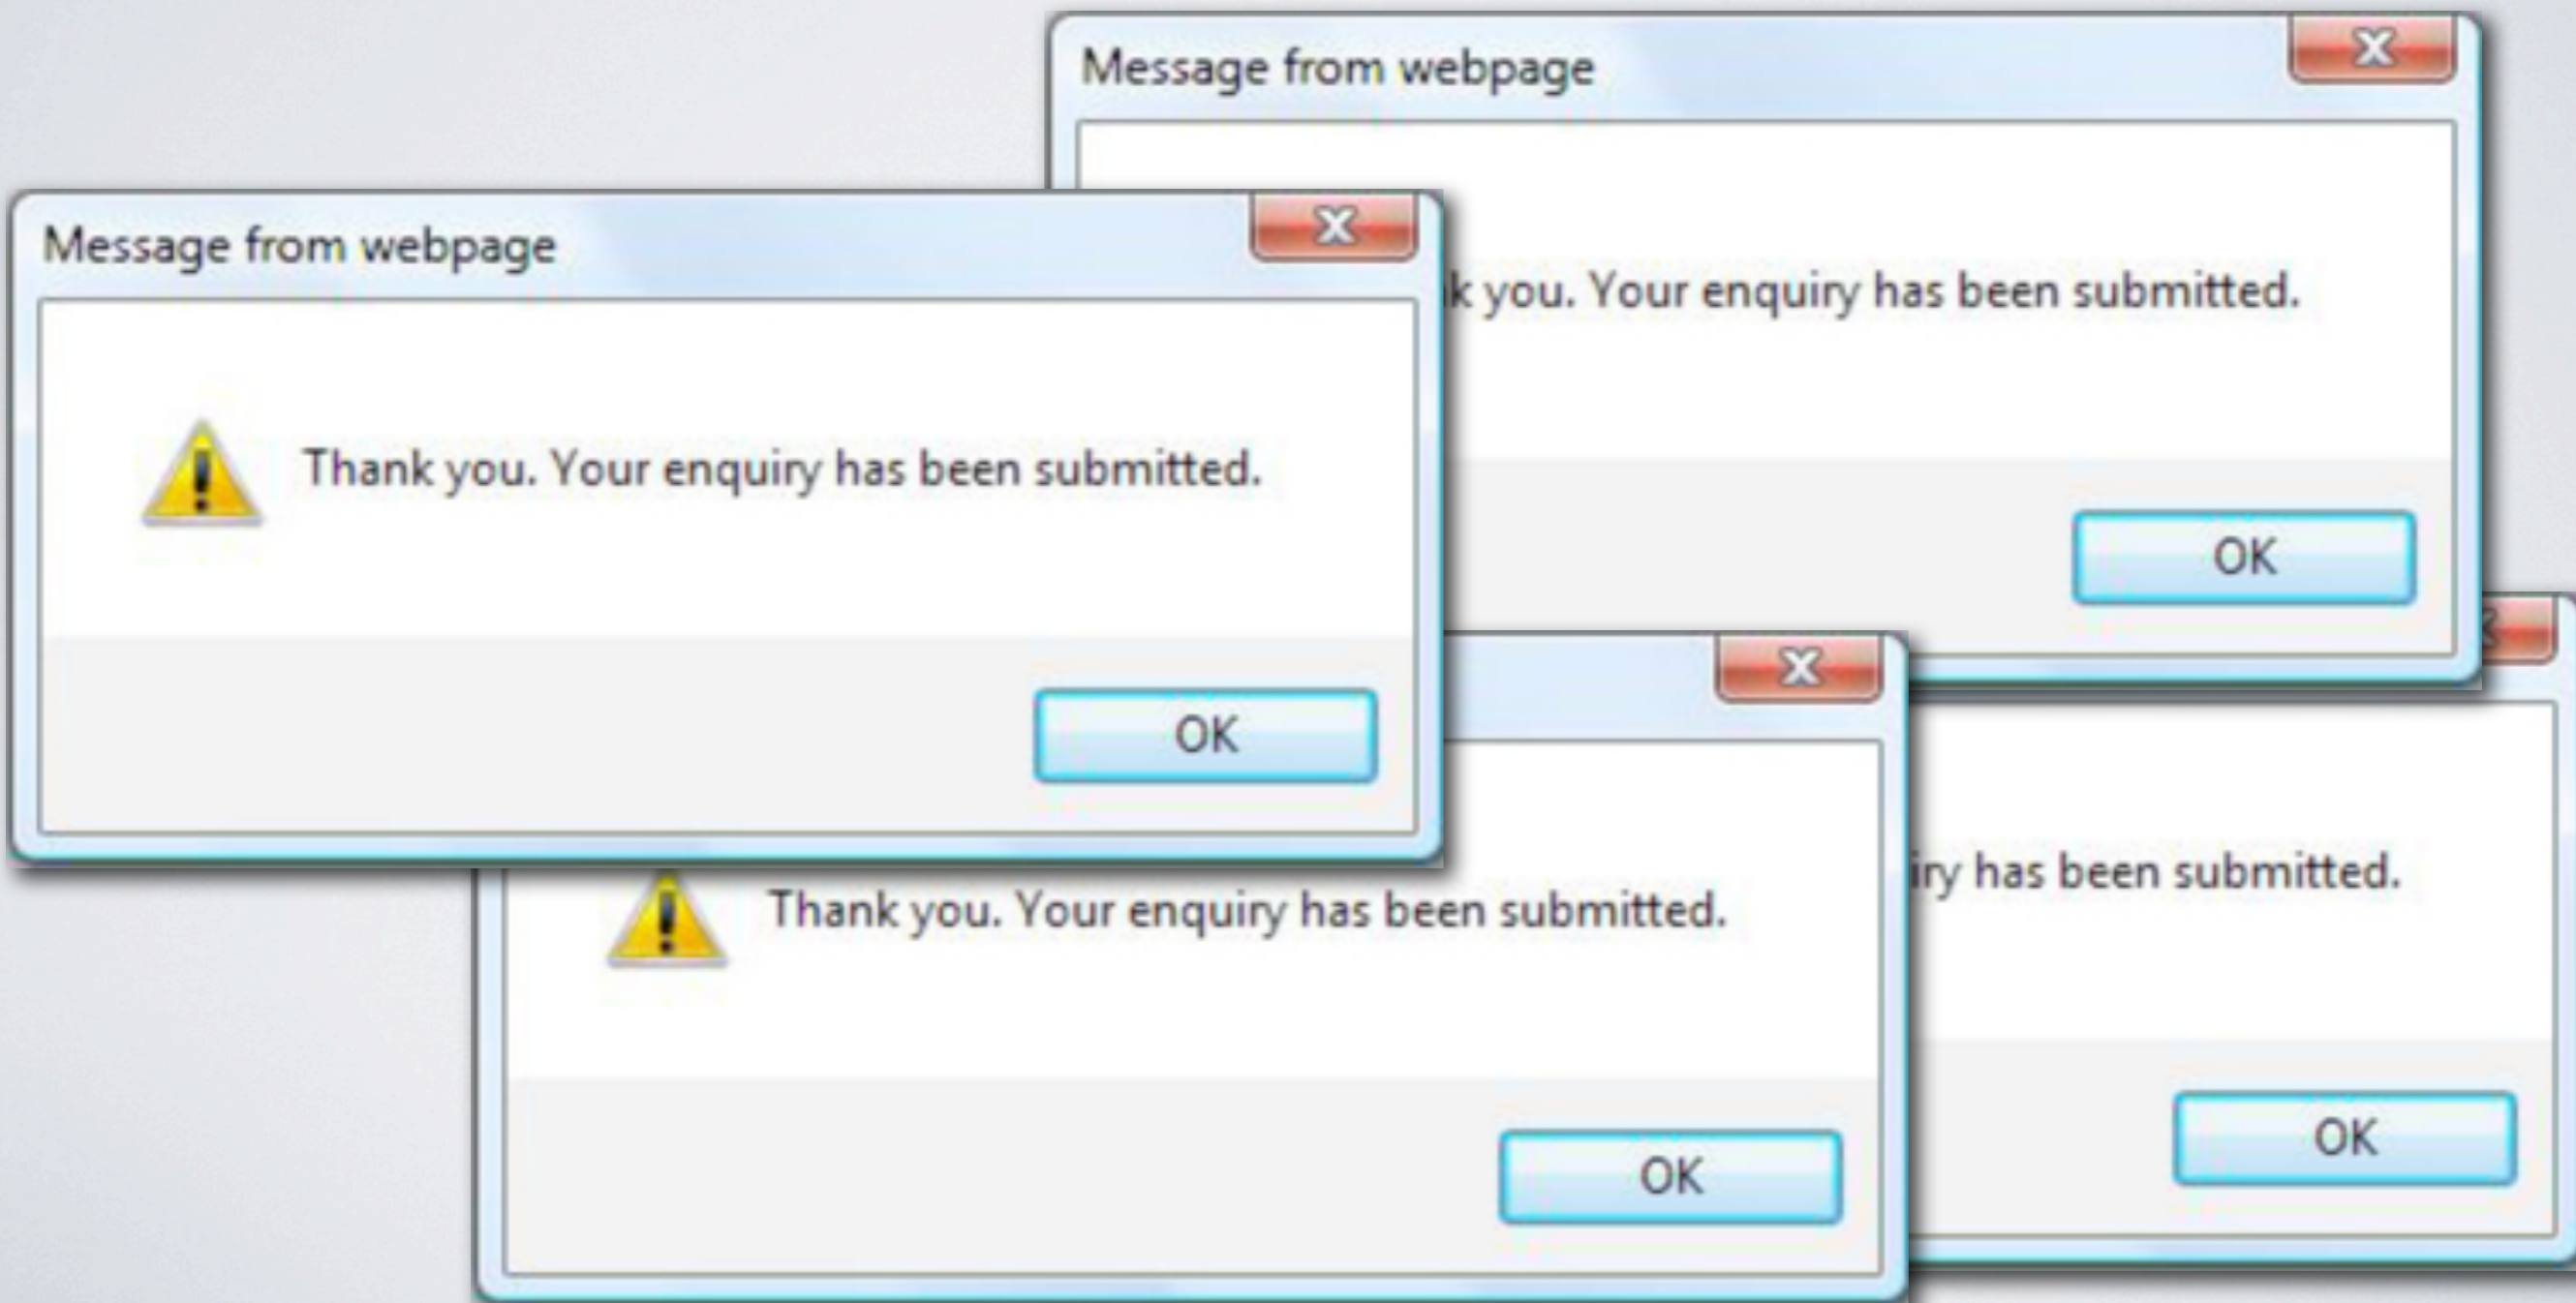 Message from webpage
k you. Your enquiry has been submitted.
OK
Message from webpage
Thank you. Your enquiry has been submitted.
OK
Thank you. Your enquiry has been submitted.
OK
iry has been submitted.
OK